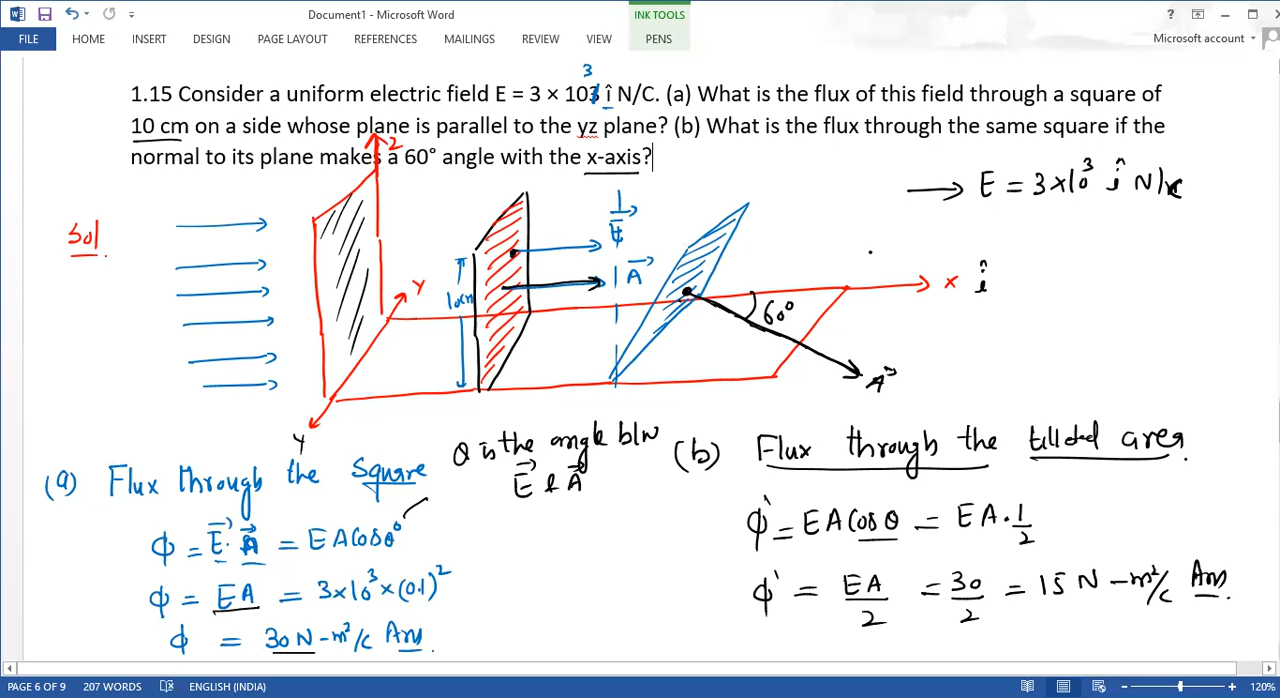 Document1 - Microsoft Word
INK TOOLS
FILE HOME INSERT DESIGN PAGE LAYOUT REFERENCES MAILINGS REVIEW VIEW PENS
Microsoft account
1.15 Consider a uniform electric field E = 3 × 10³ î N/C. (a) What is the flux of this field through a square of
10 cm on a side whose plane is parallel to the yz plane? (b) What is the flux through the same square if the
normal to its plane makes a 60° angle with the x-axis?
E = 3×10³ î N/c
Sol
Z
Y
10cm
E
A
60°
A
x î
Y
θ is the angle b/w
E & A
(a) Flux through the square
Φ = E.A = EA Cosθ°
Φ = EA = 3×10³×(0.1)²
Φ = 30 N-m²/c Ans.
(b) Flux through the tillded area.
Φ' = EA Cosθ = EA.1/2
Φ' = EA/2 = 30/2 = 15 N-m²/c Ans.
PAGE 6 OF 9 207 WORDS ENGLISH (INDIA) 120%